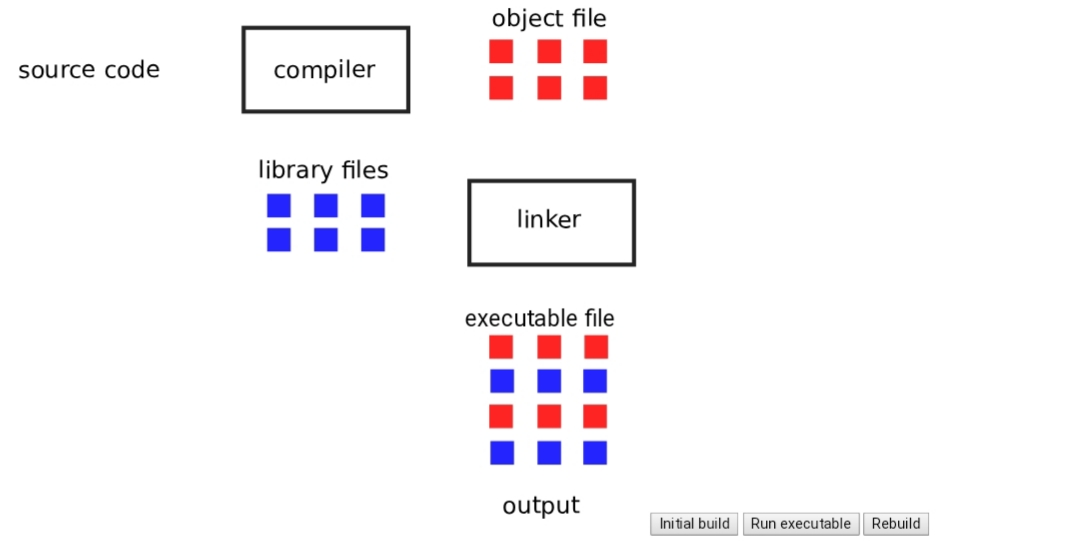 object file
source code
compiler
library files
linker
executable file
output
Initial build
Run executable
Rebuild